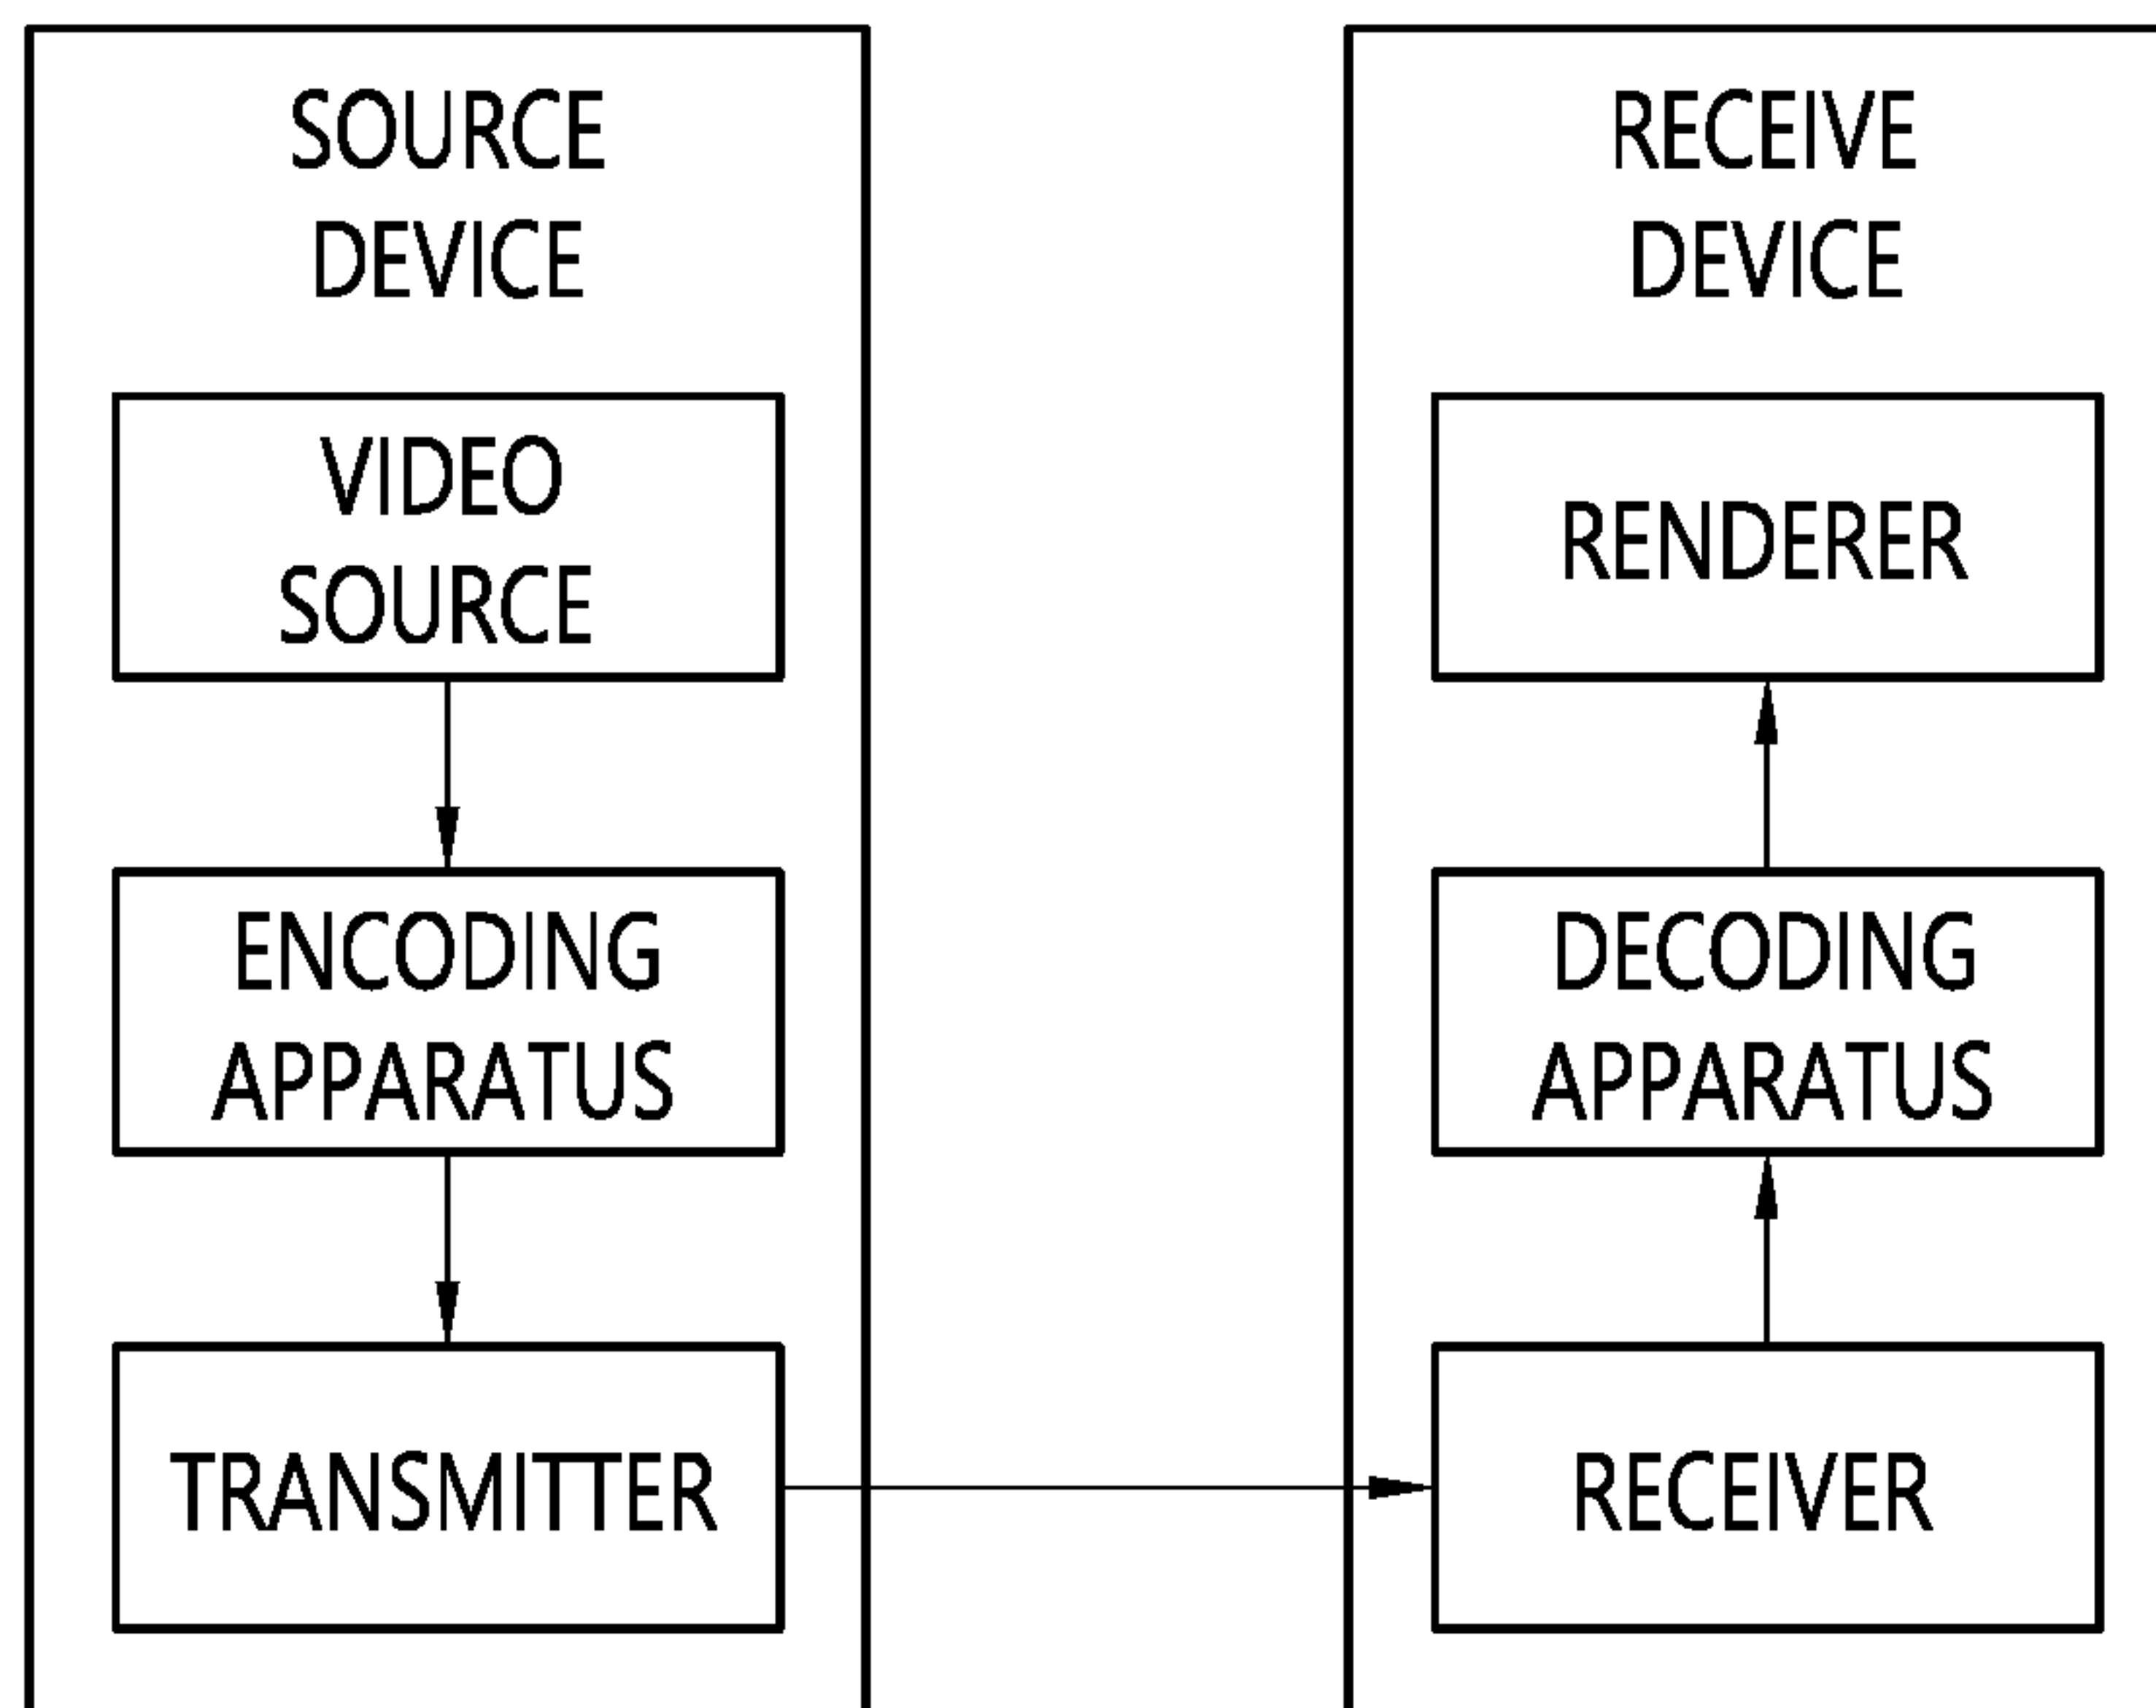 SOURCE
DEVICE
VIDEO
SOURCE
ENCODING
APPARATUS
TRANSMITTER
RECEIVE
DEVICE
RENDERER
DECODING
APPARATUS
RECEIVER